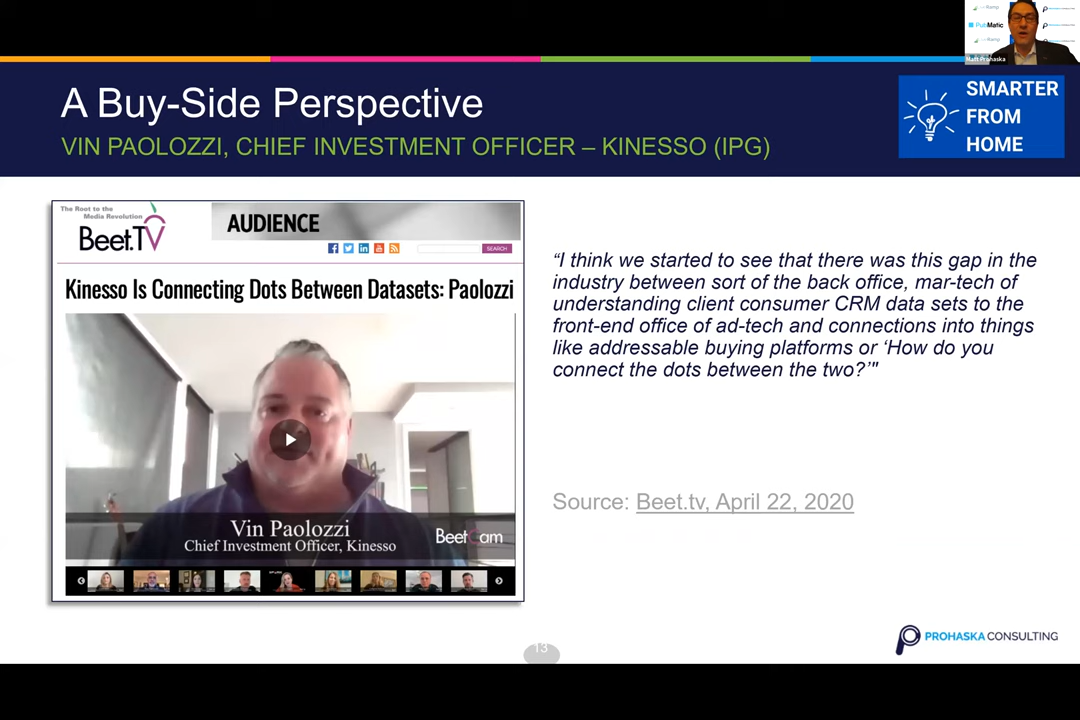 PubMatic
Matt Prohaska
A Buy-Side Perspective
VIN PAOLOZZI, CHIEF INVESTMENT OFFICER – KINESSO (IPG)
SMARTER
FROM
HOME
The Root to the
Media Revolution
Beet.TV
AUDIENCE
SEARCH
Kinesso Is Connecting Dots Between Datasets: Paolozzi
Vin Paolozzi
Chief Investment Officer, Kinesso
BeetCam
“I think we started to see that there was this gap in the
industry between sort of the back office, mar-tech of
understanding client consumer CRM data sets to the
front-end office of ad-tech and connections into things
like addressable buying platforms or ‘How do you
connect the dots between the two?’"
Source: Beet.tv, April 22, 2020
13
PROHASKA CONSULTING